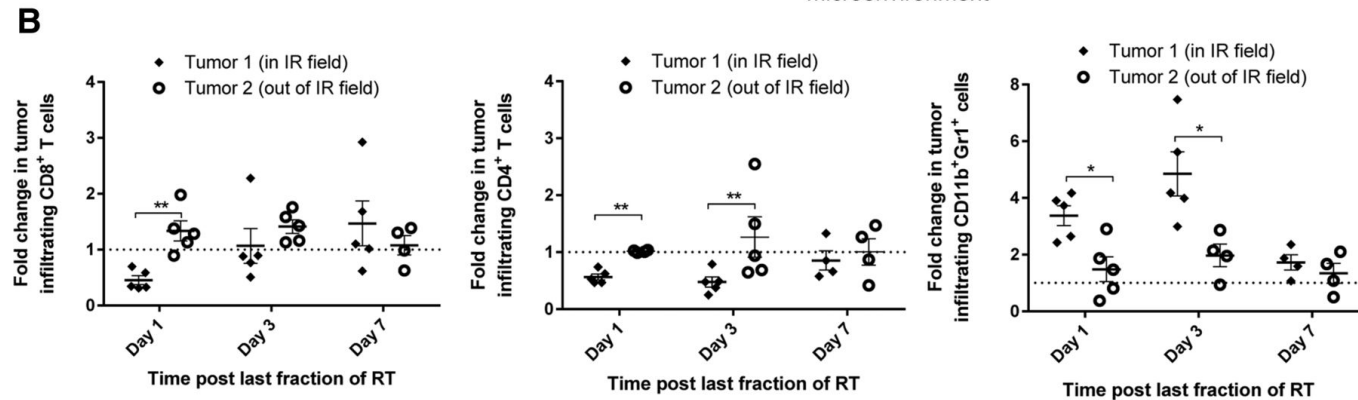 B
Tumor 1 (in IR field)
Tumor 2 (out of IR field)
Fold change in tumor
infiltrating CD8⁺ T cells
4
3
2
1
0
**
Day 1
Day 3
Day 7
Time post last fraction of RT
Tumor 1 (in IR field)
Tumor 2 (out of IR field)
Fold change in tumor
infiltrating CD4⁺ T cells
4
3
2
1
0
**
**
Day 1
Day 3
Day 7
Time post last fraction of RT
Tumor 1 (in IR field)
Tumor 2 (out of IR field)
Fold change in tumor
infiltrating CD11b⁺Gr1⁺ cells
8
6
4
2
0
*
*
Day 1
Day 3
Day 7
Time post last fraction of RT